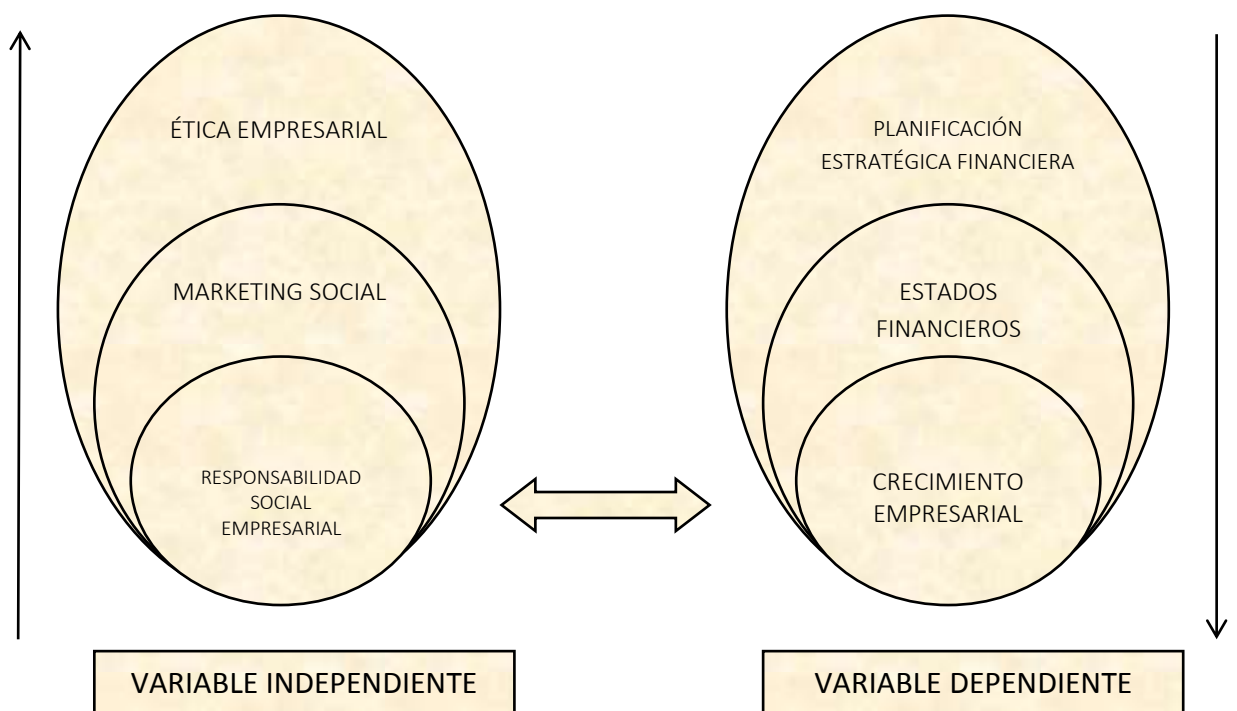 ÉTICA EMPRESARIAL
MARKETING SOCIAL
RESPONSABILIDAD
SOCIAL
EMPRESARIAL
VARIABLE INDEPENDIENTE
PLANIFICACIÓN
ESTRATÉGICA FINANCIERA
ESTADOS
FINANCIEROS
CRECIMIENTO
EMPRESARIAL
VARIABLE DEPENDIENTE